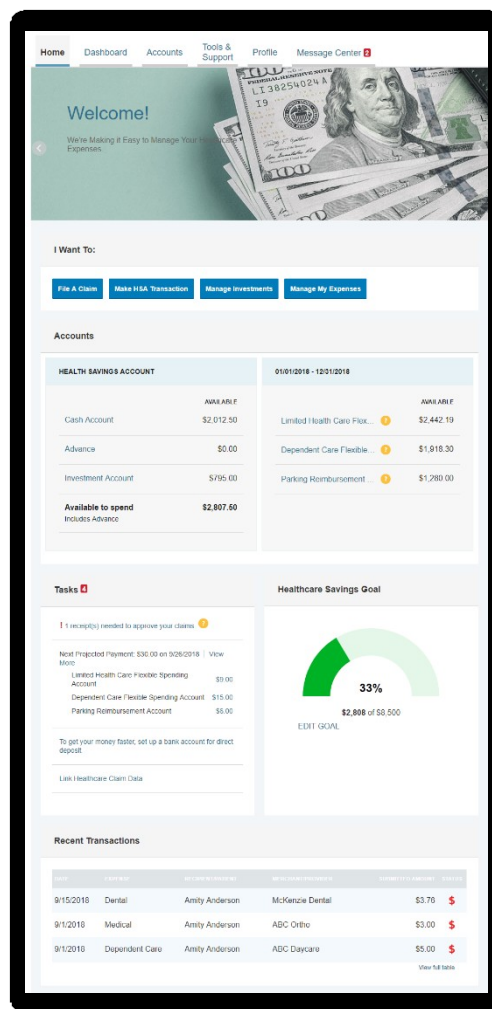 Home Dashboard Accounts Tools & Support Profile Message Center 2
Welcome!
We're Making it Easy to Manage Your Healthcare
Expenses
FEDERAL RESERVE NOTE
LI38254024A
I9
100
I Want To:
File A Claim Make HSA Transaction Manage Investments Manage My Expenses
Accounts
HEALTH SAVINGS ACCOUNT
AVAILABLE
Cash Account $2,012.50
Advance $0.00
Investment Account $795.00
Available to spend $2,807.50
Includes Advance
01/01/2018 - 12/31/2018
AVAILABLE
Limited Health Care Flex... ? $2,442.19
Dependent Care Flexible... ? $1,918.30
Parking Reimbursement ... ? $1,280.00
Tasks 4
! 1 receipt(s) needed to approve your claims ?
Next Projected Payment: $30.00 on 9/26/2018 | View
More
Limited Health Care Flexible Spending
Account $9.00
Dependent Care Flexible Spending Account $15.00
Parking Reimbursement Account $6.00
To get your money faster, set up a bank account for direct
deposit
Link Healthcare Claim Data
Healthcare Savings Goal
33%
$2,808 of $8,500
EDIT GOAL
Recent Transactions
DATE
9/15/2018 Dental Amity Anderson McKenzie Dental $3.76 $
9/1/2018 Medical Amity Anderson ABC Ortho $3.00 $
9/1/2018 Dependent Care Amity Anderson ABC Daycare $5.00 $
View full table